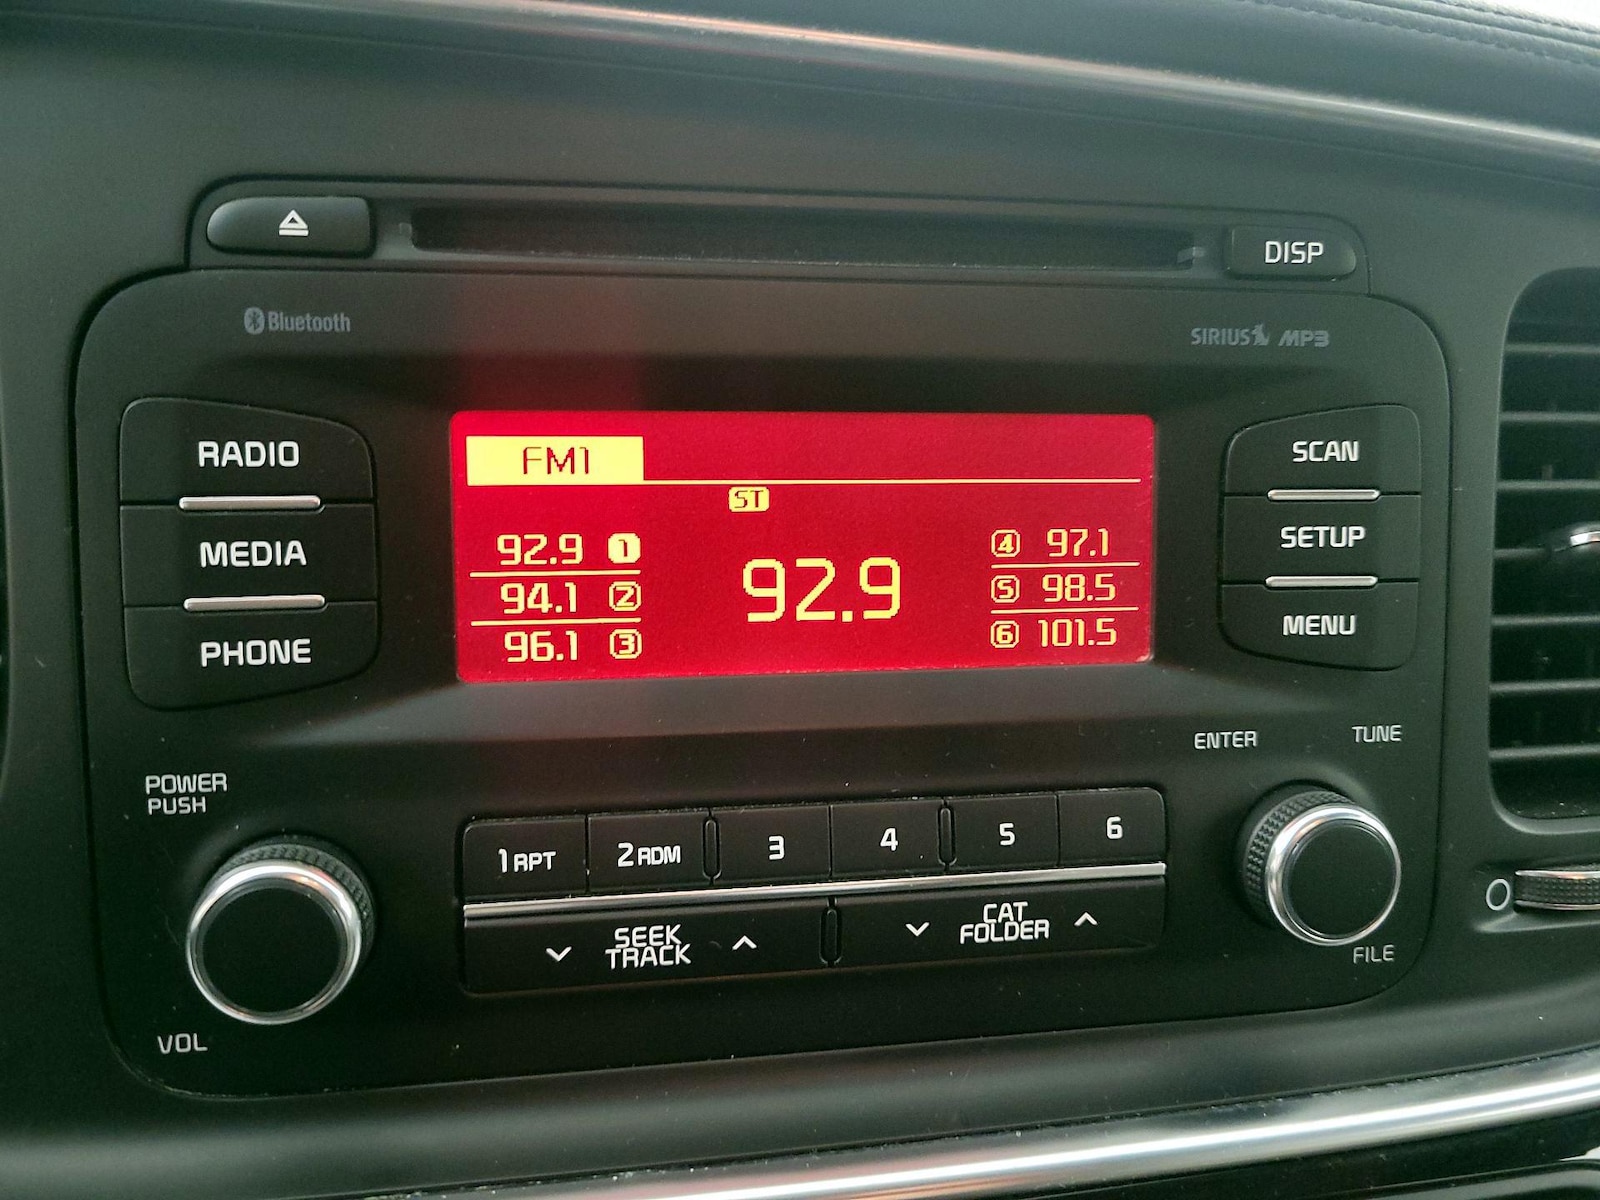 DISP
Bluetooth
SIRIUS MP3
RADIO
MEDIA
PHONE
FM1
ST
92.9 1
94.1 2
96.1 3
92.9
4 97.1
5 98.5
6 101.5
SCAN
SETUP
MENU
POWER
PUSH
VOL
1 RPT
2 RDM
3
4
5
6
SEEK
TRACK
CAT
FOLDER
ENTER
TUNE
FILE